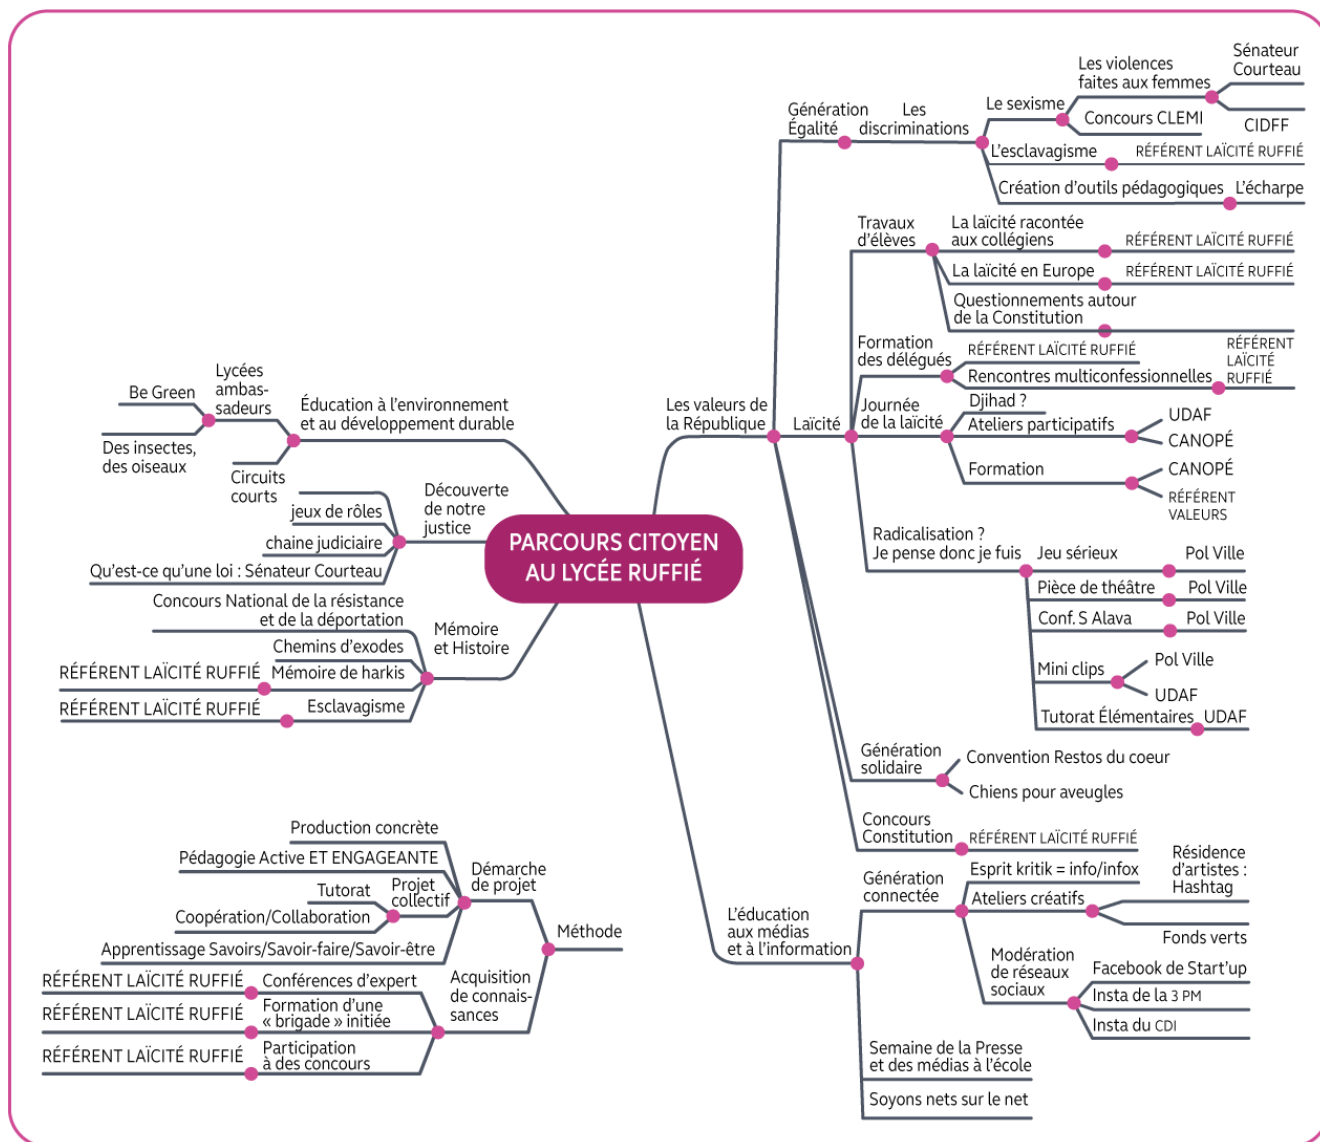 PARCOURS CITOYEN
AU LYCÉE RUFFIÉ
Les valeurs de
la République
Génération
Égalité
Les
discriminations
Le sexisme
Les violences
faites aux femmes
Sénateur
Courteau
CIDFF
Concours CLEMI
L'esclavagisme
RÉFÉRENT LAÏCITÉ RUFFIÉ
Création d'outils pédagogiques
L'écharpe
Laïcité
Travaux
d'élèves
La laïcité racontée
aux collégiens
RÉFÉRENT LAÏCITÉ RUFFIÉ
La laïcité en Europe
RÉFÉRENT LAÏCITÉ RUFFIÉ
Questionnements autour
de la Constitution
Formation
des délégués
RÉFÉRENT LAÏCITÉ RUFFIÉ
Rencontres multiconfessionnelles
RÉFÉRENT
LAÏCITÉ
RUFFIÉ
Journée
de la laïcité
Djihad ?
Ateliers participatifs
UDAF
CANOPÉ
Formation
CANOPÉ
RÉFÉRENT
VALEURS
Radicalisation ?
Je pense donc je fuis
Jeu sérieux
Pol Ville
Pièce de théâtre
Pol Ville
Conf. S Alava
Pol Ville
Mini clips
Pol Ville
UDAF
Tutorat Élémentaires
UDAF
Génération
solidaire
Convention Restos du coeur
Chiens pour aveugles
Concours
Constitution
RÉFÉRENT LAÏCITÉ RUFFIÉ
L'éducation
aux médias
et à l'information
Génération
connectée
Esprit kritik = info/infox
Ateliers créatifs
Résidence
d'artistes :
Hashtag
Fonds verts
Modération
de réseaux
sociaux
Facebook de Start'up
Insta de la 3 PM
Insta du CDI
Semaine de la Presse
et des médias à l'école
Soyons nets sur le net
Éducation à l'environnement
et au développement durable
Lycées
ambas-
sadeurs
Be Green
Des insectes,
des oiseaux
Circuits
courts
Découverte
de notre
justice
jeux de rôles
chaine judiciaire
Qu'est-ce qu'une loi : Sénateur Courteau
Mémoire
et Histoire
Concours National de la résistance
et de la déportation
Chemins d'exodes
Mémoire de harkis
RÉFÉRENT LAÏCITÉ RUFFIÉ
Esclavagisme
RÉFÉRENT LAÏCITÉ RUFFIÉ
Méthode
Démarche
de projet
Production concrète
Pédagogie Active ET ENGAGEANTE
Projet
collectif
Tutorat
Coopération/Collaboration
Apprentissage Savoirs/Savoir-faire/Savoir-être
Acquisition
de connais-
sances
Conférences d'expert
RÉFÉRENT LAÏCITÉ RUFFIÉ
Formation d'une
« brigade » initiée
RÉFÉRENT LAÏCITÉ RUFFIÉ
Participation
à des concours
RÉFÉRENT LAÏCITÉ RUFFIÉ